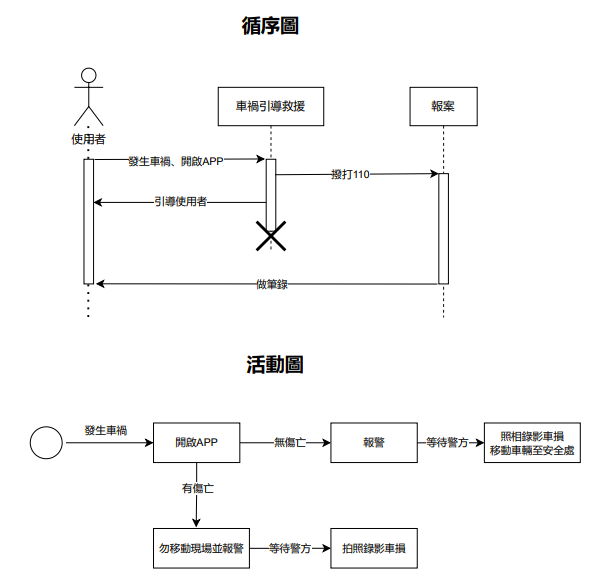 循序圖
車禍引導救援
報案
使用者
發生車禍、開啟APP
撥打110
引導使用者
做筆錄
活動圖
發生車禍
開啟APP
無傷亡
報警
等待警方
照相錄影車損
移動車輛至安全處
有傷亡
勿移動現場並報警
等待警方
拍照錄影車損